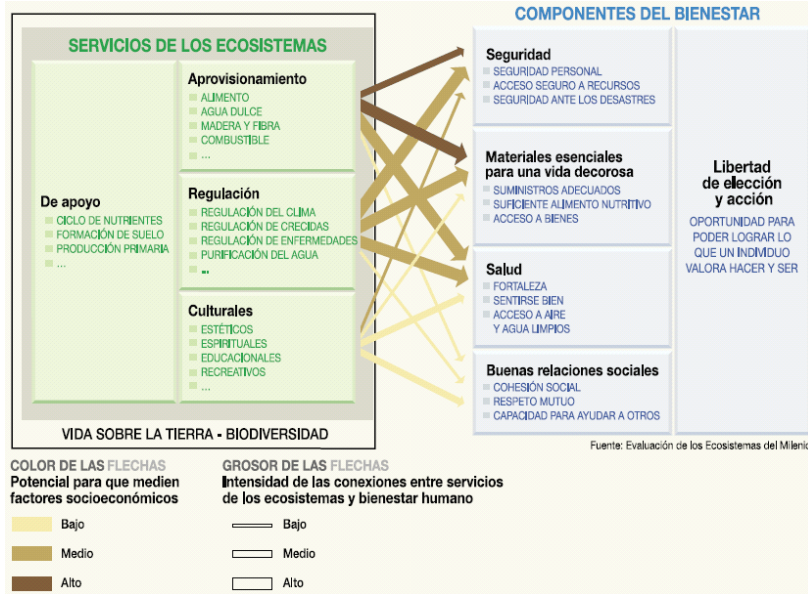 COMPONENTES DEL BIENESTAR
SERVICIOS DE LOS ECOSISTEMAS
De apoyo
CICLO DE NUTRIENTES
FORMACIÓN DE SUELO
PRODUCCIÓN PRIMARIA
...
Aprovisionamiento
ALIMENTO
AGUA DULCE
MADERA Y FIBRA
COMBUSTIBLE
...
Regulación
REGULACIÓN DEL CLIMA
REGULACIÓN DE CRECIDAS
REGULACIÓN DE ENFERMEDADES
PURIFICACIÓN DEL AGUA
...
Culturales
ESTÉTICOS
ESPIRITUALES
EDUCACIONALES
RECREATIVOS
...
VIDA SOBRE LA TIERRA - BIODIVERSIDAD
Seguridad
SEGURIDAD PERSONAL
ACCESO SEGURO A RECURSOS
SEGURIDAD ANTE LOS DESASTRES
Materiales esenciales
para una vida decorosa
SUMINISTROS ADECUADOS
SUFICIENTE ALIMENTO NUTRITIVO
ACCESO A BIENES
Salud
FORTALEZA
SENTIRSE BIEN
ACCESO A AIRE
Y AGUA LIMPIOS
Buenas relaciones sociales
COHESIÓN SOCIAL
RESPETO MUTUO
CAPACIDAD PARA AYUDAR A OTROS
Libertad
de elección
y acción
OPORTUNIDAD PARA
PODER LOGRAR LO
QUE UN INDIVIDUO
VALORA HACER Y SER
Fuente: Evaluación de los Ecosistemas del Milenio
COLOR DE LAS FLECHAS
Potencial para que medien
factores socioeconómicos
Bajo
Medio
Alto
GROSOR DE LAS FLECHAS
Intensidad de las conexiones entre servicios
de los ecosistemas y bienestar humano
Bajo
Medio
Alto